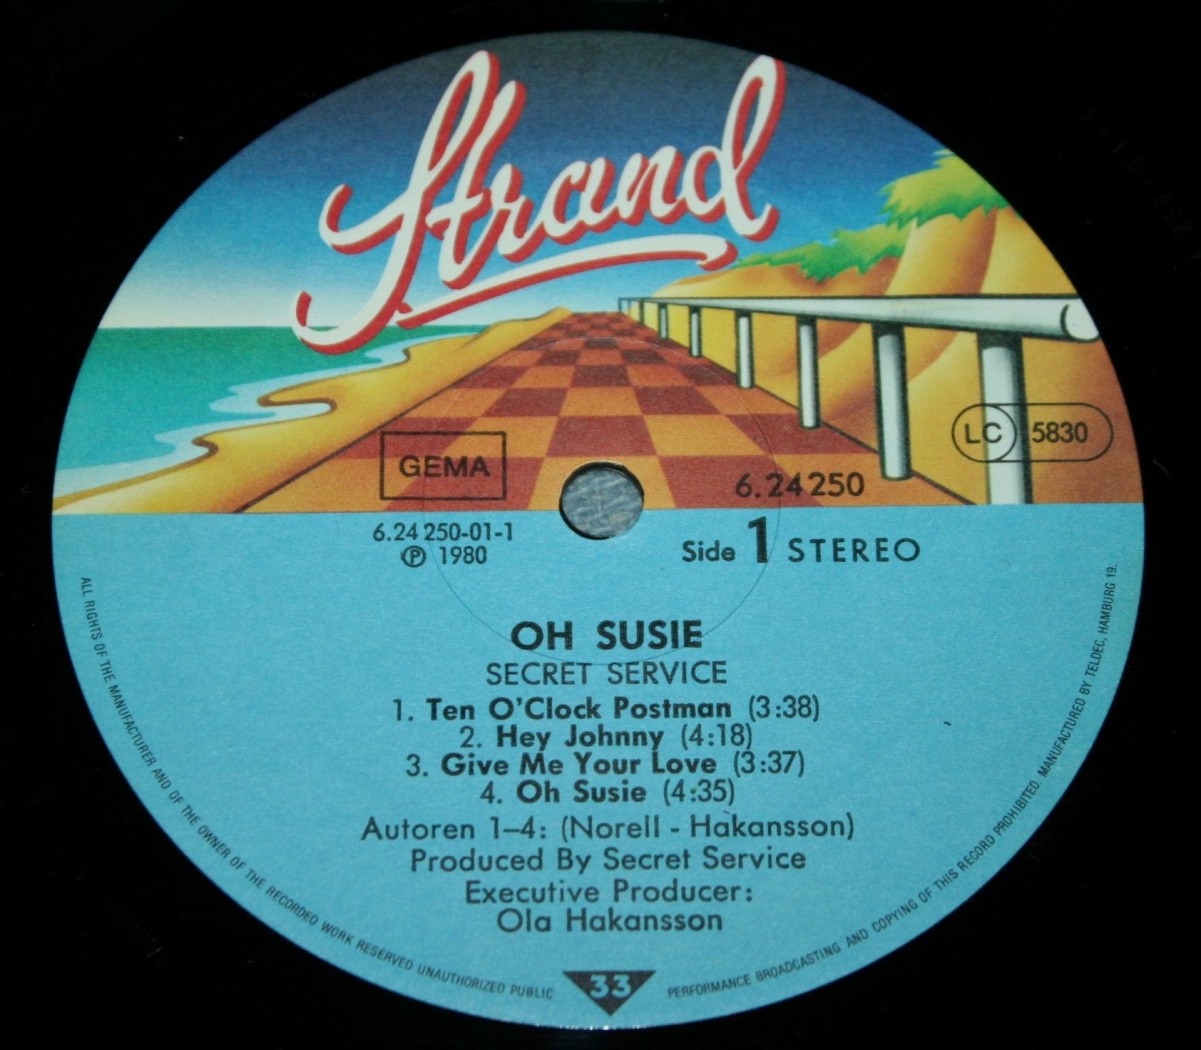 Strand
GEMA
LC 5830
6.24 250
6.24 250-01-1
Ⓟ 1980
Side 1 STEREO
OH SUSIE
SECRET SERVICE
1. Ten O'Clock Postman (3:38)
2. Hey Johnny (4:18)
3. Give Me Your Love (3:37)
4. Oh Susie (4:35)
Autoren 1–4: (Norell - Hakansson)
Produced By Secret Service
Executive Producer:
Ola Hakansson
33
ALL RIGHTS OF THE MANUFACTURER AND OF THE OWNER OF THE RECORDED WORK RESERVED UNAUTHORIZED PUBLIC PERFORMANCE BROADCASTING AND COPYING OF THIS RECORD PROHIBITED. MANUFACTURED BY TELDEC, HAMBURG 19.